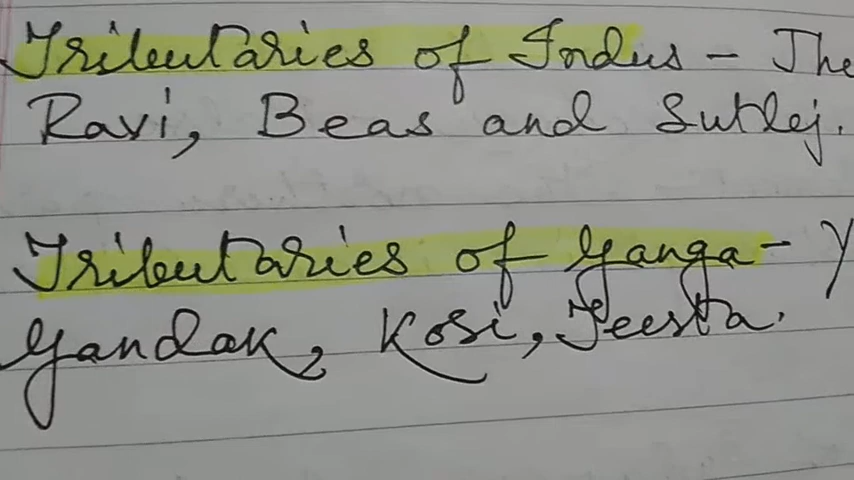 Tributaries of Indus - The
Ravi, Beas and Sutlej.
Tributaries of Ganga - Y
Gandak, Kosi, Teesta.